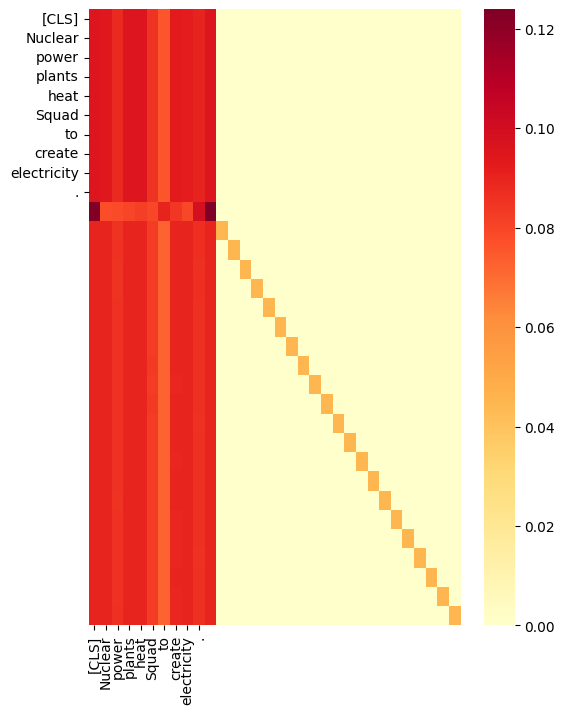 [CLS]
Nuclear
power
plants
heat
Squad
to
create
electricity
.
0.12
0.10
0.08
0.06
0.04
0.02
0.00
[CLS]
Nuclear
power
plants
heat
Squad
to
create
electricity
.